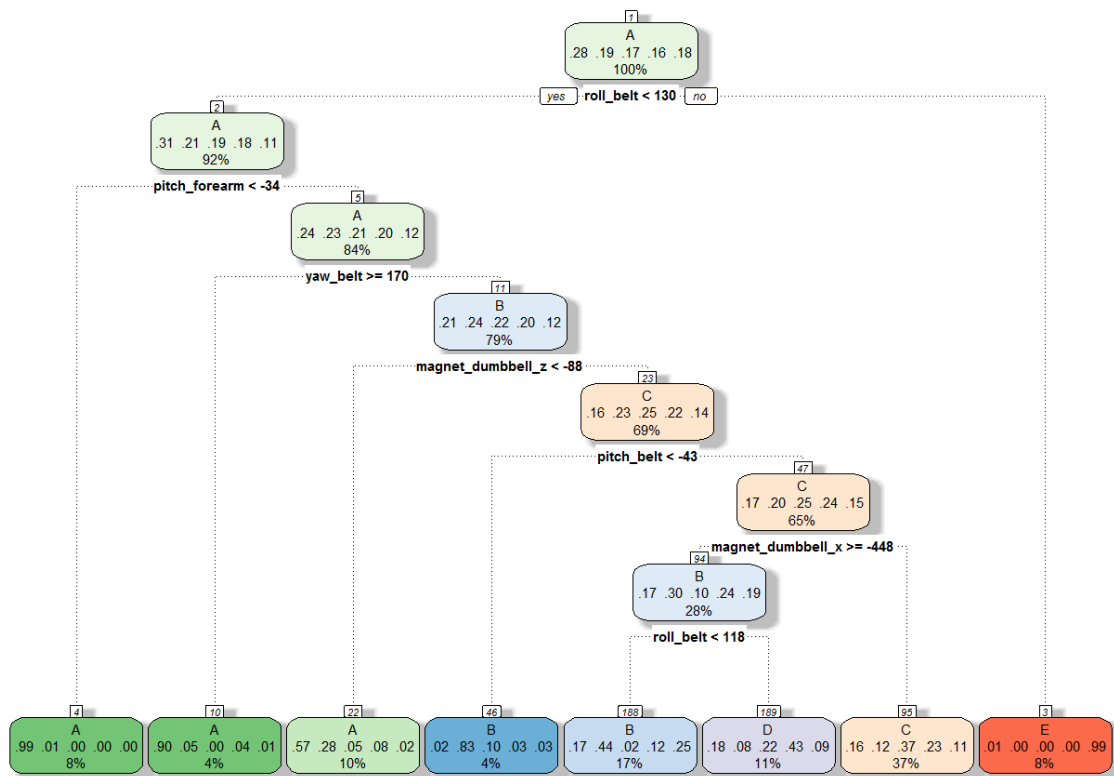 1
A
.28 .19 .17 .16 .18
100%
yes roll_belt < 130 no
2
A
.31 .21 .19 .18 .11
92%
pitch_forearm < -34
5
A
.24 .23 .21 .20 .12
84%
yaw_belt >= 170
11
B
.21 .24 .22 .20 .12
79%
magnet_dumbbell_z < -88
23
C
.16 .23 .25 .22 .14
69%
pitch_belt < -43
47
C
.17 .20 .25 .24 .15
65%
magnet_dumbbell_x >= -448
94
B
.17 .30 .10 .24 .19
28%
roll_belt < 118
4
A
.99 .01 .00 .00 .00
8%
10
A
.90 .05 .00 .04 .01
4%
22
A
.57 .28 .05 .08 .02
10%
46
B
.02 .83 .10 .03 .03
4%
188
B
.17 .44 .02 .12 .25
17%
189
D
.18 .08 .22 .43 .09
11%
95
C
.16 .12 .37 .23 .11
37%
3
E
.01 .00 .00 .00 .99
8%